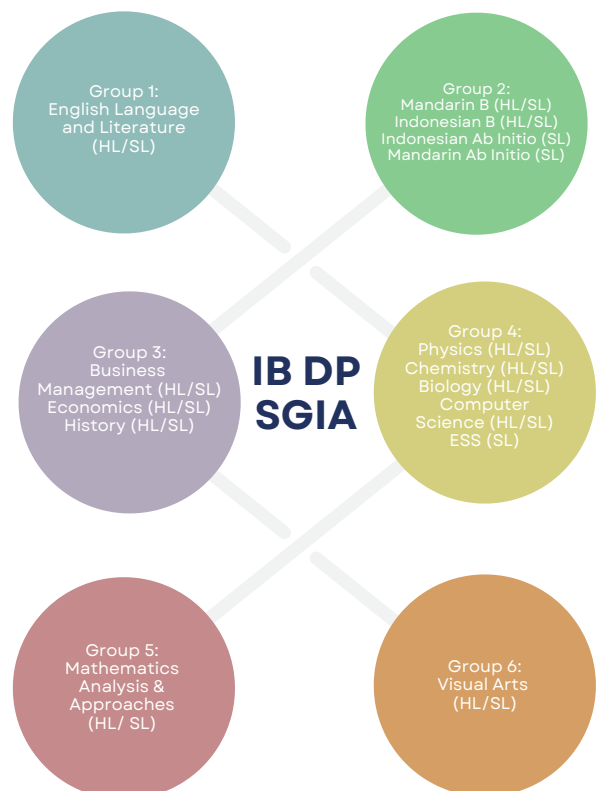 Group 1:
English Language
and Literature
(HL/SL)
Group 2:
Mandarin B (HL/SL)
Indonesian B (HL/SL)
Indonesian Ab Initio (SL)
Mandarin Ab Initio (SL)
Group 3:
Business
Management (HL/SL)
Economics (HL/SL)
History (HL/SL)
IB DP
SGIA
Group 4:
Physics (HL/SL)
Chemistry (HL/SL)
Biology (HL/SL)
Computer
Science (HL/SL)
ESS (SL)
Group 5:
Mathematics
Analysis &
Approaches
(HL/ SL)
Group 6:
Visual Arts
(HL/SL)